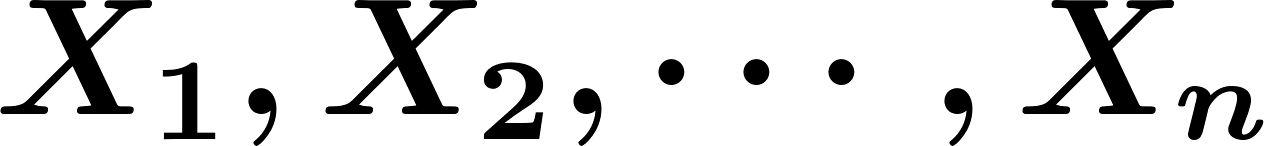 X₁, X₂, ⋯ , Xₙ